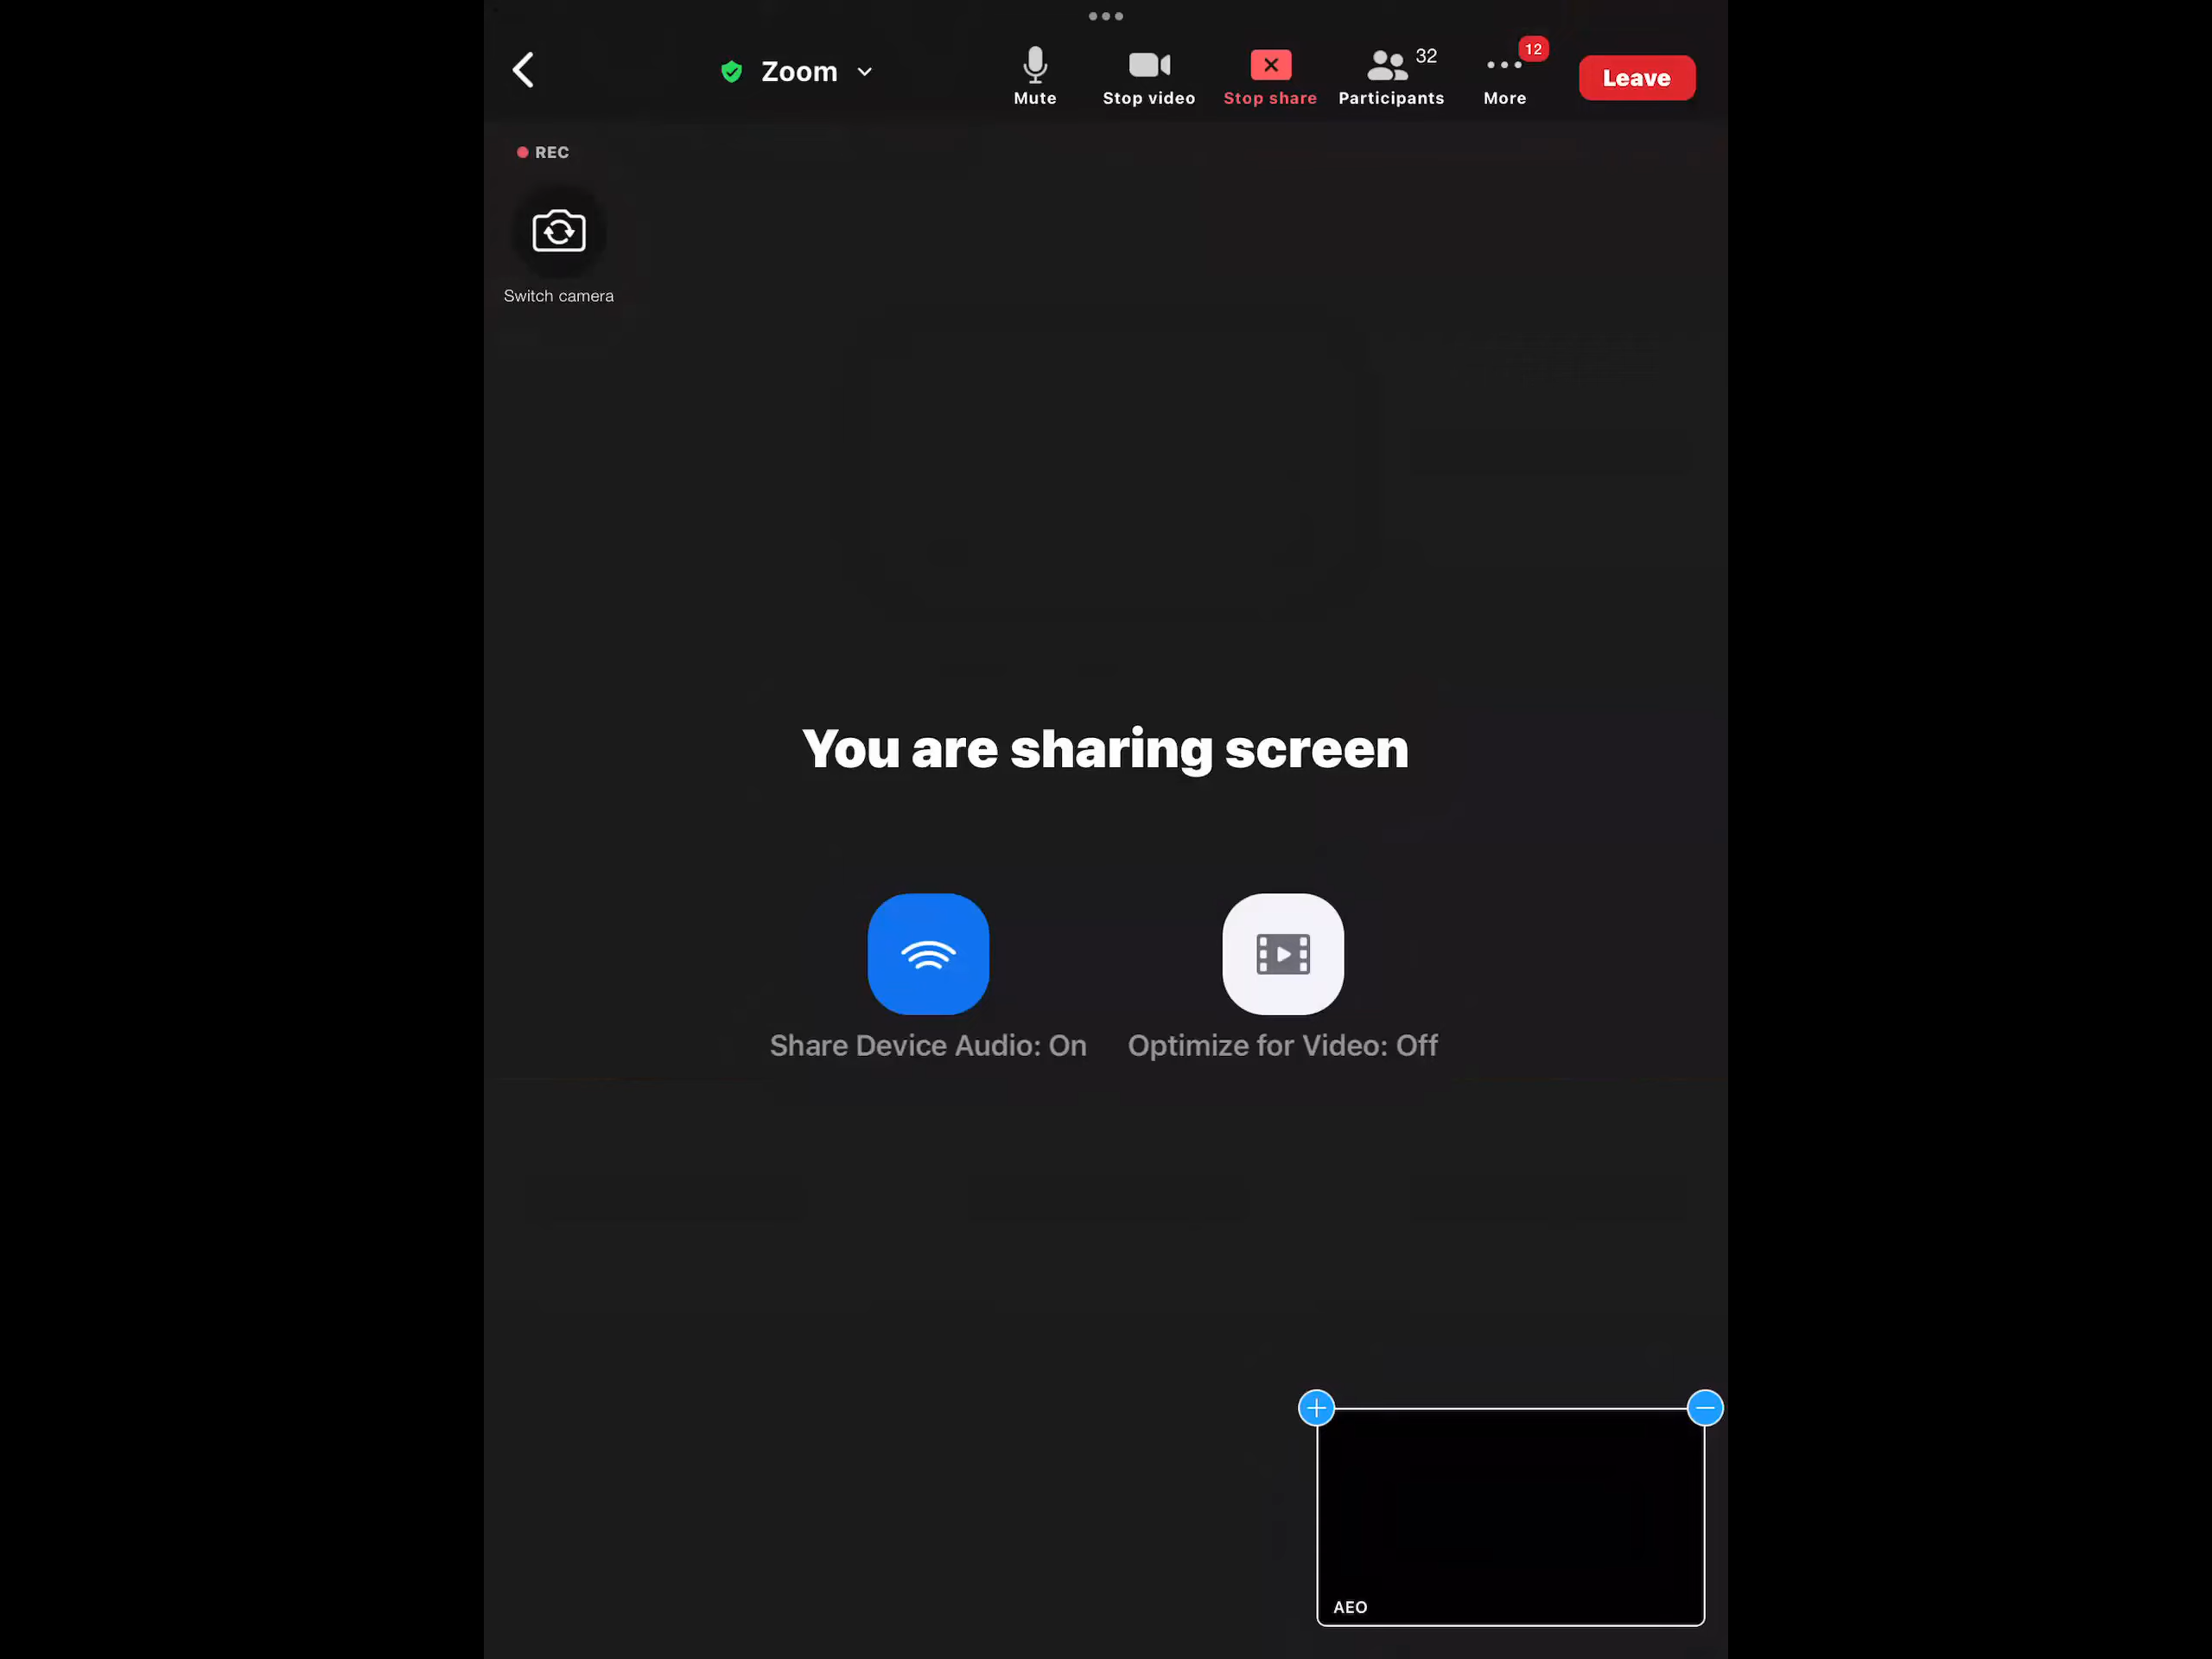 Zoom
Mute
Stop video
Stop share
32
Participants
12
More
Leave
REC
Switch camera
You are sharing screen
Share Device Audio: On
Optimize for Video: Off
AEO